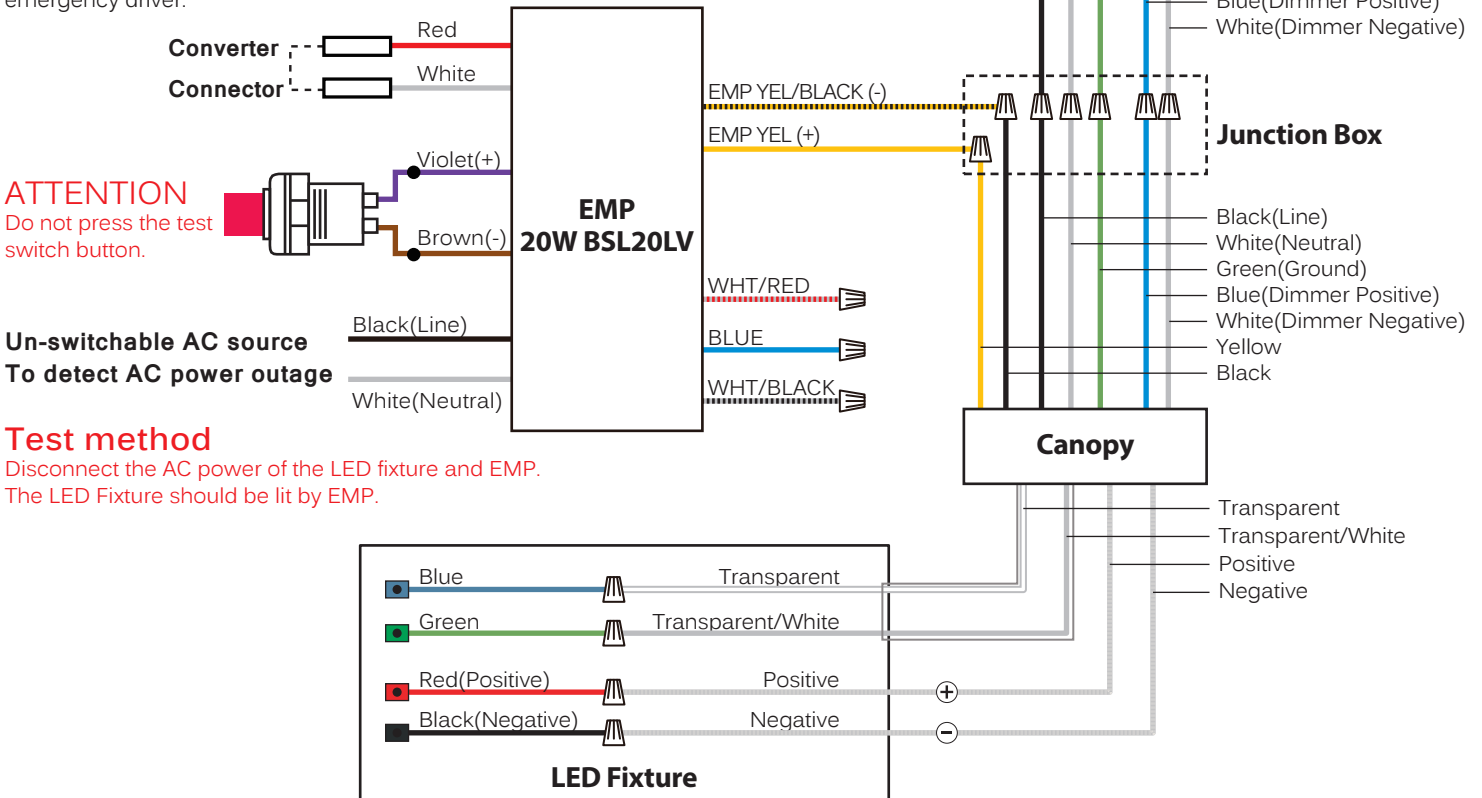 emergency driver.
Blue(Dimmer Positive)
White(Dimmer Negative)
Converter
Red
Connector
White
EMP YEL/BLACK (-)
EMP YEL (+)
Junction Box
Violet(+)
ATTENTION
Do not press the test
switch button.
Brown(-)
EMP
20W BSL20LV
Black(Line)
White(Neutral)
Green(Ground)
Blue(Dimmer Positive)
White(Dimmer Negative)
Yellow
Black
WHT/RED
BLUE
WHT/BLACK
Black(Line)
Un-switchable AC source
To detect AC power outage
White(Neutral)
Canopy
Test method
Disconnect the AC power of the LED fixture and EMP.
The LED Fixture should be lit by EMP.
Transparent
Transparent/White
Positive
Negative
Blue
Transparent
Green
Transparent/White
Red(Positive)
Positive
Black(Negative)
Negative
LED Fixture